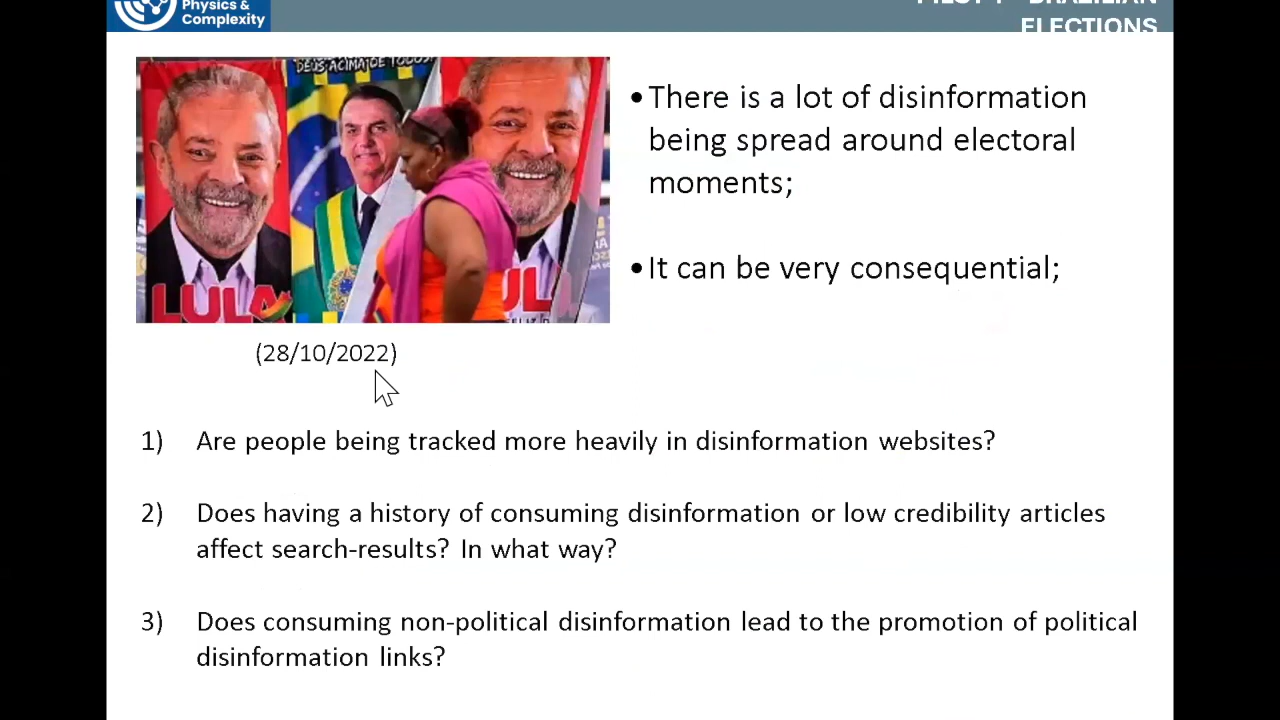 Physics &
Complexity
ELECTIONS
DEUS ACIMA DE TODOS!
LULA
•There is a lot of disinformation
being spread around electoral
moments;
•It can be very consequential;
(28/10/2022)
1) Are people being tracked more heavily in disinformation websites?
2) Does having a history of consuming disinformation or low credibility articles
affect search-results? In what way?
3) Does consuming non-political disinformation lead to the promotion of political
disinformation links?